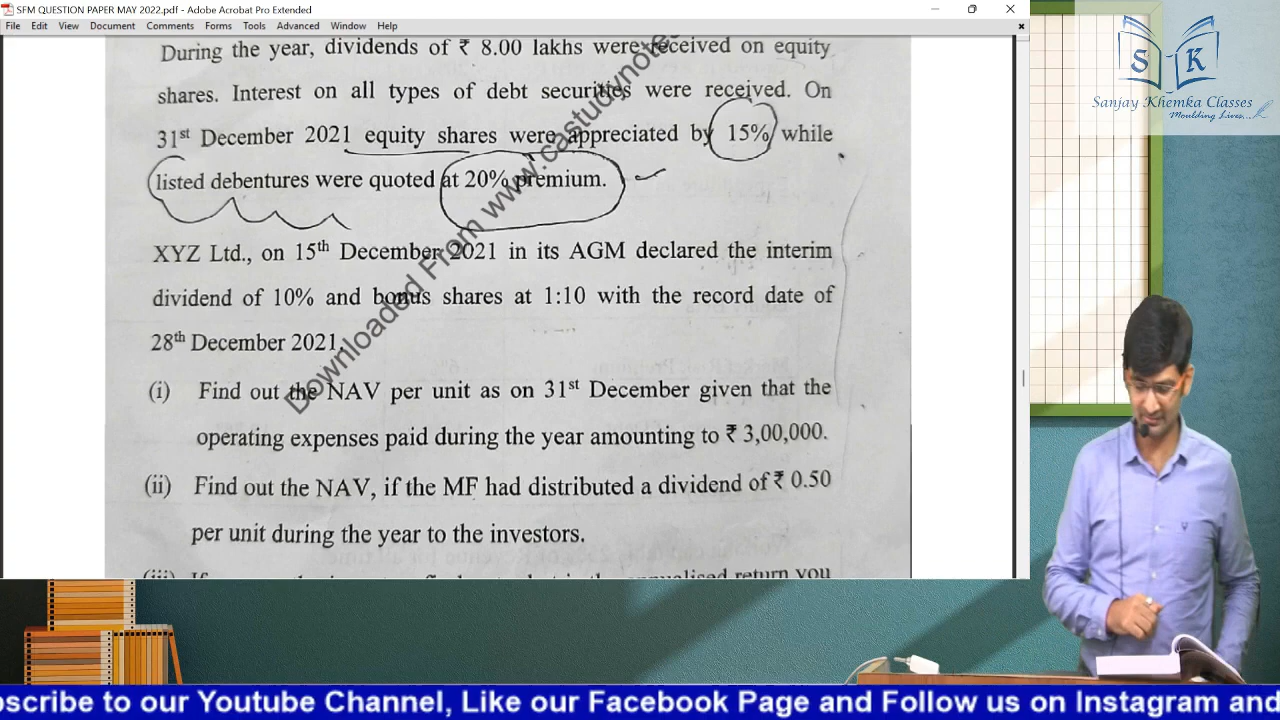 SFM QUESTION PAPER MAY 2022.pdf - Adobe Acrobat Pro Extended
File Edit View Document Comments Forms Tools Advanced Window Help
During the year, dividends of ₹ 8.00 lakhs were received on equity
shares. Interest on all types of debt securities were received. On
31st December 2021 equity shares were appreciated by 15% while
listed debentures were quoted at 20% premium.
XYZ Ltd., on 15th December 2021 in its AGM declared the interim
dividend of 10% and bonus shares at 1:10 with the record date of
28th December 2021.
(i) Find out the NAV per unit as on 31st December given that the
operating expenses paid during the year amounting to ₹ 3,00,000.
(ii) Find out the NAV, if the MF had distributed a dividend of ₹ 0.50
per unit during the year to the investors.
Downloaded From www.castudynotes
S K
Sanjay Khemka Classes
Moulding Lives...
bscribe to our Youtube Channel, Like our Facebook Page and Follow us on Instagram and